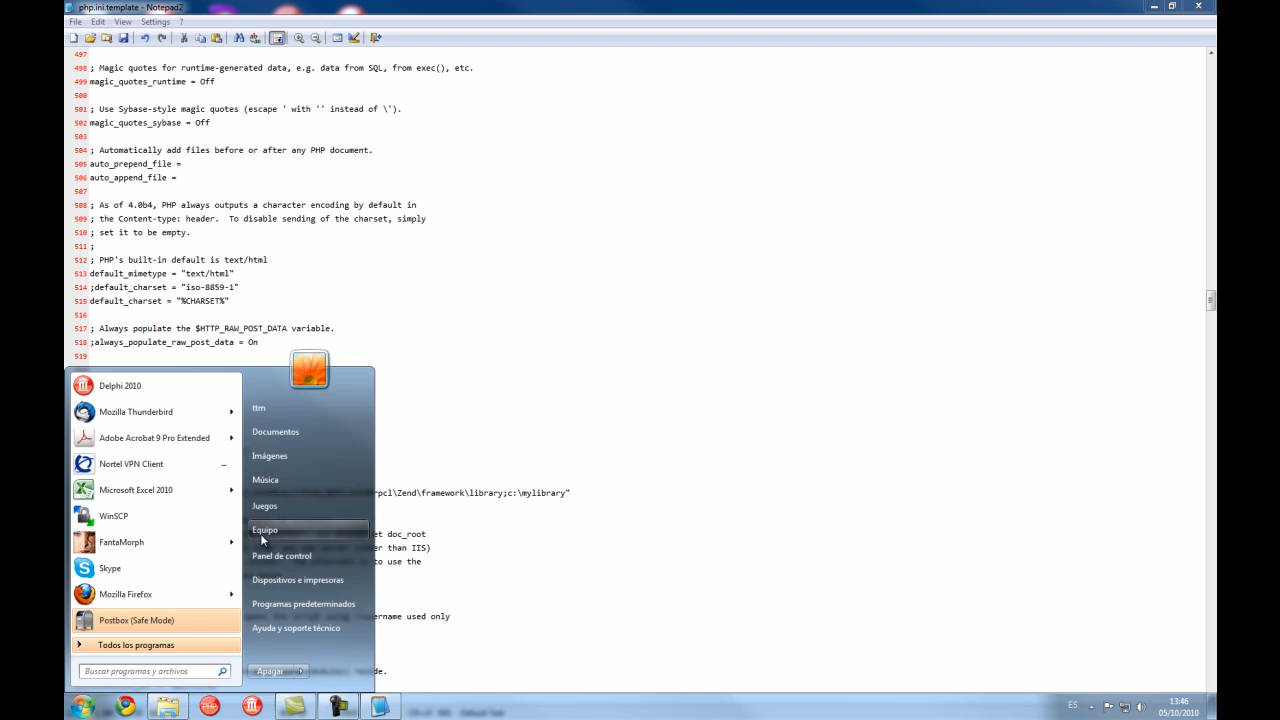 php.ini.template - Notepad2
File Edit View Settings ?
497
498 ; Magic quotes for runtime-generated data, e.g. data from SQL, from exec(), etc.
499 magic_quotes_runtime = Off
500
501 ; Use Sybase-style magic quotes (escape ' with '' instead of \').
502 magic_quotes_sybase = Off
503
504 ; Automatically add files before or after any PHP document.
505 auto_prepend_file =
506 auto_append_file =
507
508 ; As of 4.0b4, PHP always outputs a character encoding by default in
509 ; the Content-type: header.  To disable sending of the charset, simply
510 ; set it to be empty.
511 ;
512 ; PHP's built-in default is text/html
513 default_mimetype = "text/html"
514 ;default_charset = "iso-8859-1"
515 default_charset = "%CHARSET%"
516
517 ; Always populate the $HTTP_RAW_POST_DATA variable.
518 ;always_populate_raw_post_data = On
519
Delphi 2010
Mozilla Thunderbird
Adobe Acrobat 9 Pro Extended
Nortel VPN Client
Microsoft Excel 2010
WinSCP
FantaMorph
Skype
Mozilla Firefox
Postbox (Safe Mode)
Todos los programas
Buscar programas y archivos
ttm
Documentos
Imágenes
Música
Juegos
Equipo
Panel de control
Dispositivos e impresoras
Programas predeterminados
Ayuda y soporte técnico
Apagar
rpcl\Zend\framework\library;c:\mylibrary"
et doc_root
her than IIS)
is to use the
ername used only
de.
PHP
ES
13:46
05/10/2010